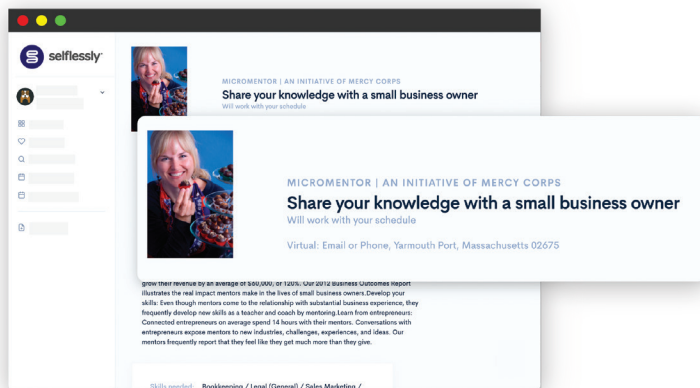 selflessly
MICROMENTOR | AN INITIATIVE OF MERCY CORPS
Share your knowledge with a small business owner
Will work with your schedule
MICROMENTOR | AN INITIATIVE OF MERCY CORPS
Share your knowledge with a small business owner
Will work with your schedule
Virtual: Email or Phone, Yarmouth Port, Massachusetts 02675
grow their revenue by an average of $60,000, or 120%. Our 2012 Business Outcomes Report
illustrates the real impact mentors make in the lives of small business owners.Develop your
skills: Even though mentors come to the relationship with substantial business experience, they
frequently develop new skills as a teacher and coach by mentoring.Learn from entrepreneurs:
Connected entrepreneurs on average spend 14 hours with their mentors. Conversations with
entrepreneurs expose mentors to new industries, challenges, experiences, and ideas. Our
mentors frequently report that they feel like they get much more than they give.
Skills needed: Bookkeeping / Legal (General) / Sales Marketing /